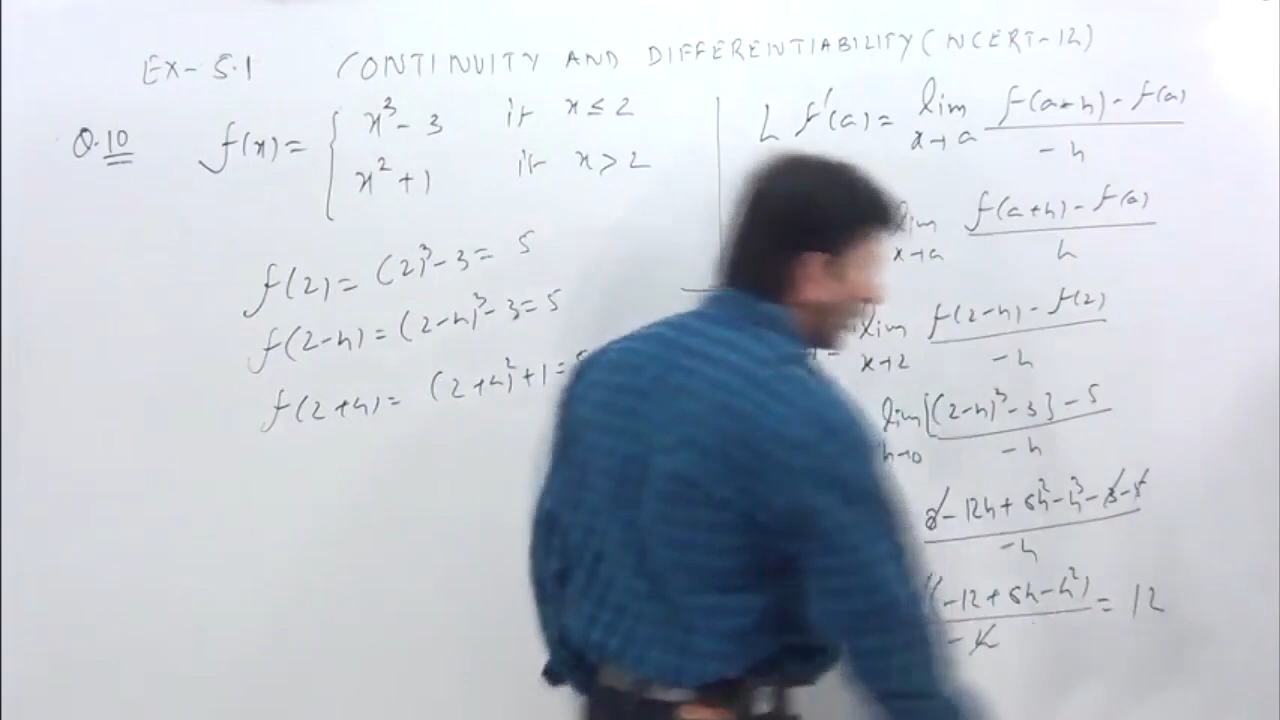 EX-5.1 CONTINUITY AND DIFFERENTIABILITY (NCERT-12)
Q.10 f(x) = { x³ - 3 if x ≤ 2
x² + 1 if x > 2
f(2) = (2)³ - 3 = 5
f(2-h) = (2-h)³ - 3 = 5
f(2+h) = (2+h)² + 1 =
L f'(a) = lim x→a f(a-h) - f(a) / -h
lim x→a f(a+h) - f(a) / h
lim x→2 f(2-h) - f(2) / -h
lim h→0 [(2-h)³ - 3] - 5 / -h
8 - 12h + 6h² - h³ - 3 - 5 / -h
(-12 + 6h - h²) / -h = 12